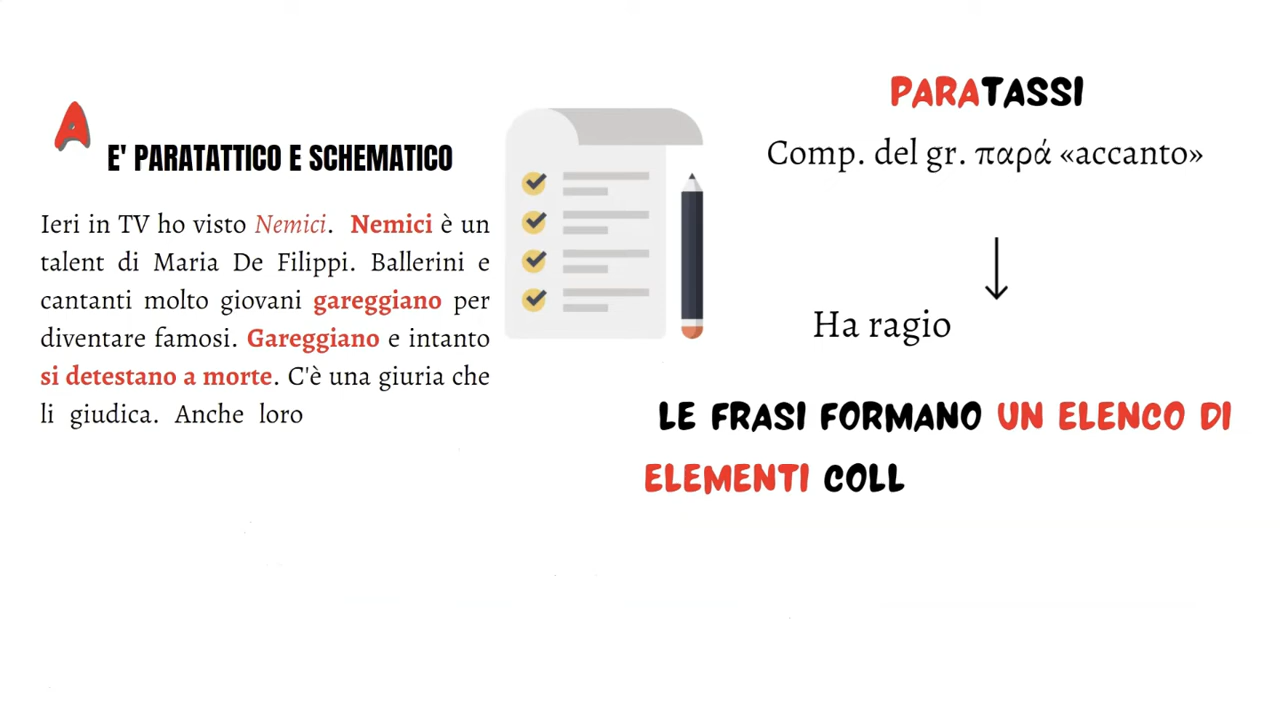 A
E' PARATATTICO E SCHEMATICO
Ieri in TV ho visto Nemici. Nemici è un
talent di Maria De Filippi. Ballerini e
cantanti molto giovani gareggiano per
diventare famosi. Gareggiano e intanto
si detestano a morte. C'è una giuria che
li giudica. Anche loro
PARATASSI
Comp. del gr. παρά «accanto»
Ha ragio
LE FRASI FORMANO UN ELENCO DI
ELEMENTI COLL